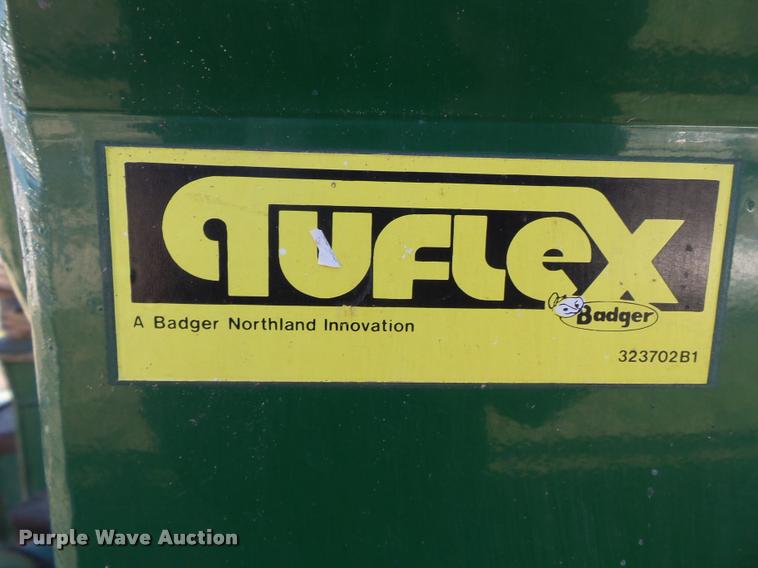 TUFLEX
Badger
A Badger Northland Innovation
323702B1
Purple Wave Auction